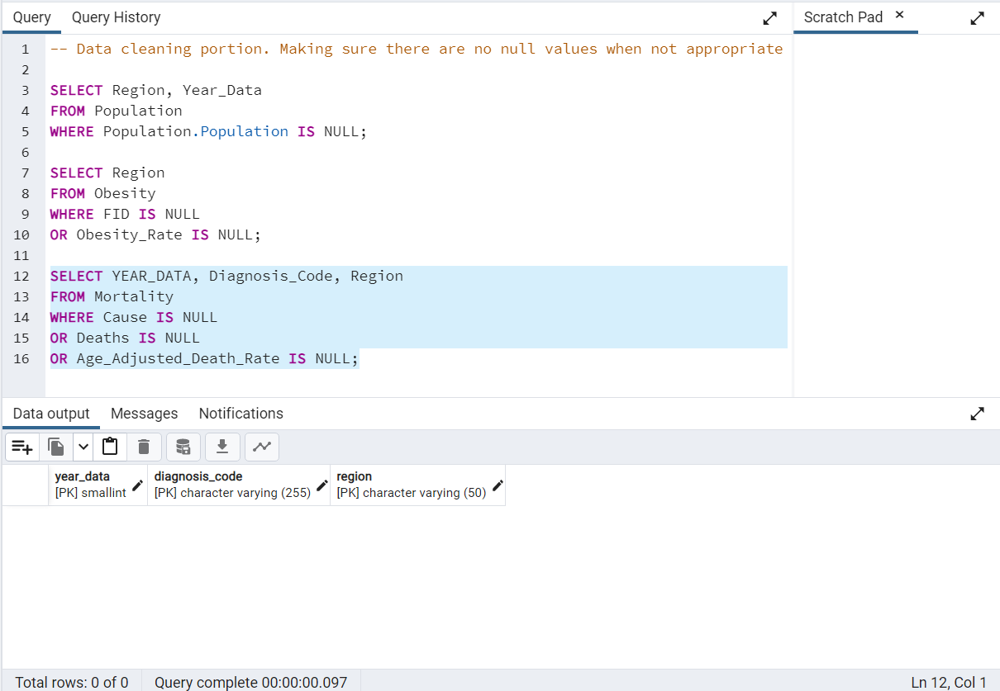 Query Query History
Scratch Pad ×
1 -- Data cleaning portion. Making sure there are no null values when not appropriate
2
3 SELECT Region, Year_Data
4 FROM Population
5 WHERE Population.Population IS NULL;
6
7 SELECT Region
8 FROM Obesity
9 WHERE FID IS NULL
10 OR Obesity_Rate IS NULL;
11
12 SELECT YEAR_DATA, Diagnosis_Code, Region
13 FROM Mortality
14 WHERE Cause IS NULL
15 OR Deaths IS NULL
16 OR Age_Adjusted_Death_Rate IS NULL;
Data output Messages Notifications
year_data diagnosis_code region
[PK] smallint [PK] character varying (255) [PK] character varying (50)
Total rows: 0 of 0 Query complete 00:00:00.097 Ln 12, Col 1